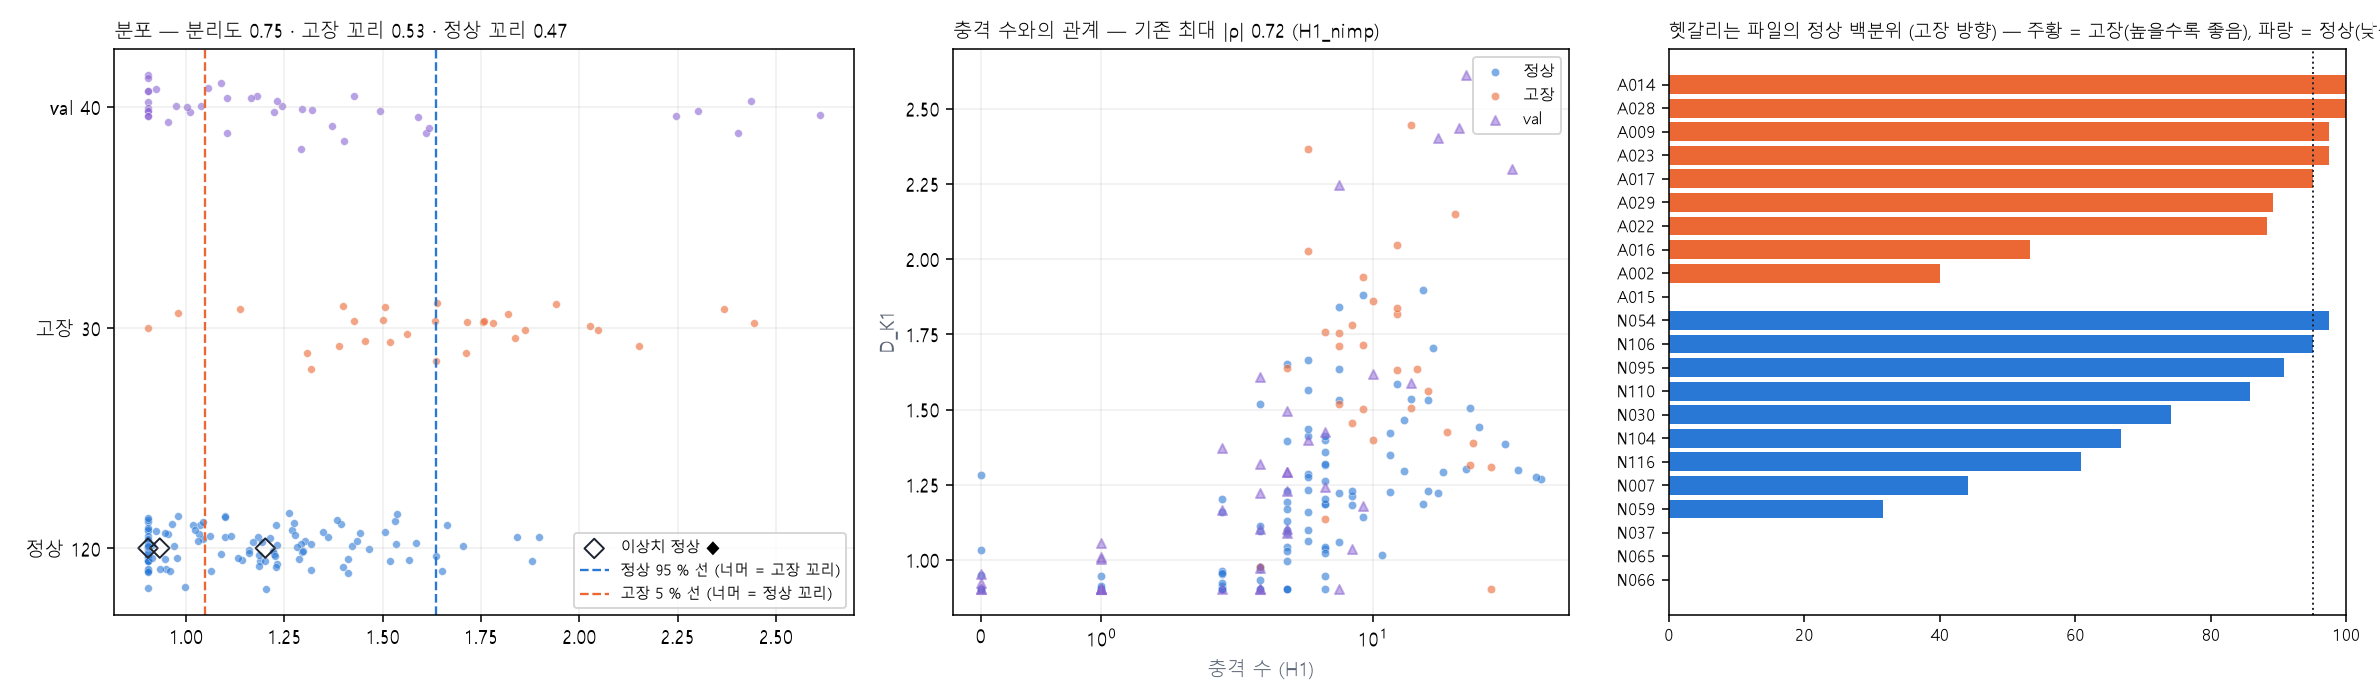 분포 — 분리도 0.75 · 고장 꼬리 0.53 · 정상 꼬리 0.47
val 40
고장 30
정상 120
이상치 정상 ◆
정상 95 % 선 (너머 = 고장 꼬리)
고장 5 % 선 (너머 = 정상 꼬리)
1.00 1.25 1.50 1.75 2.00 2.25 2.50
충격 수와의 관계 — 기존 최대 |ρ| 0.72 (H1_nimp)
정상
고장
val
D_K1
2.50
2.25
2.00
1.75
1.50
1.25
1.00
0 10⁰ 10¹
충격 수 (H1)
헷갈리는 파일의 정상 백분위 (고장 방향) — 주황 = 고장(높을수록 좋음), 파랑 = 정상(
A014
A028
A009
A023
A017
A029
A022
A016
A002
A015
N054
N106
N095
N110
N030
N104
N116
N007
N059
N037
N065
N066
0 20 40 60 80 100